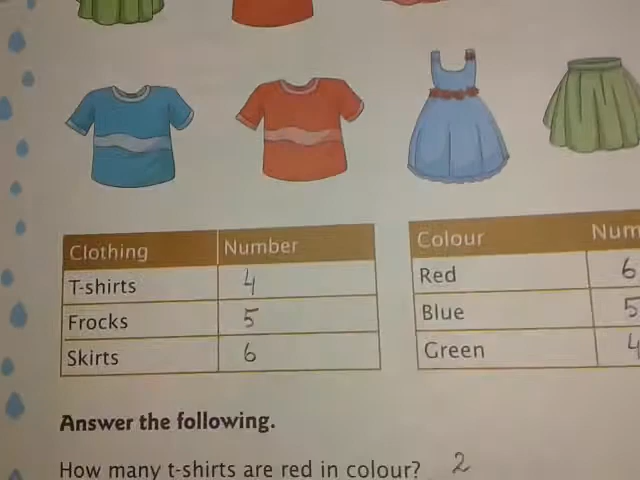 Clothing Number
T-shirts 4
Frocks 5
Skirts 6
Colour Num
Red 6
Blue 5
Green 4
Answer the following.
How many t-shirts are red in colour? 2